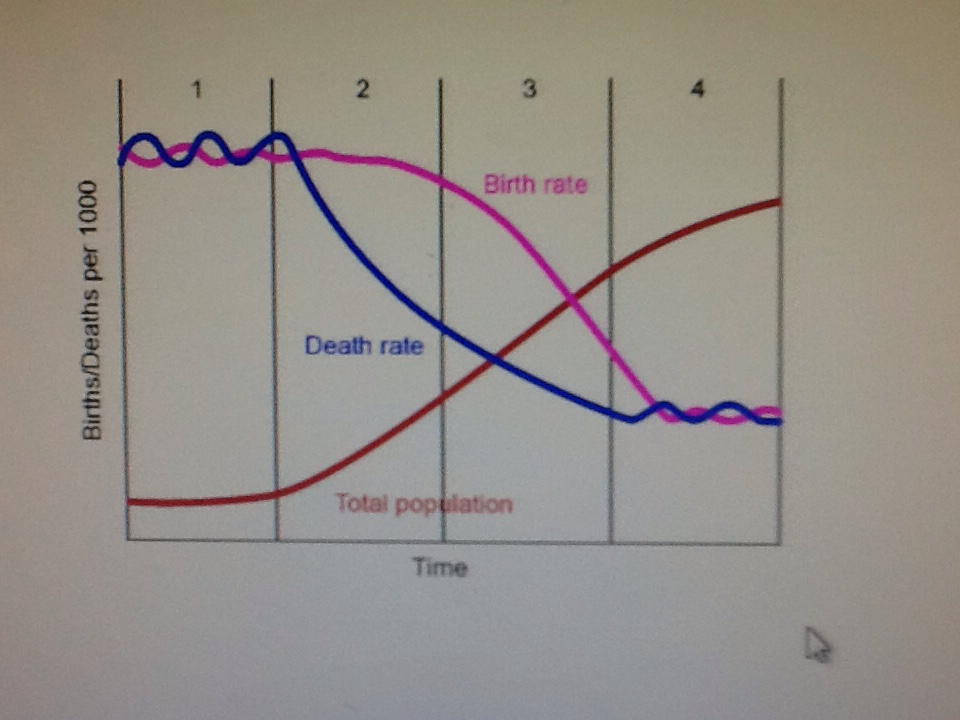 1
2
3
4
Birth rate
Births/Deaths per 1000
Death rate
Total population
Time